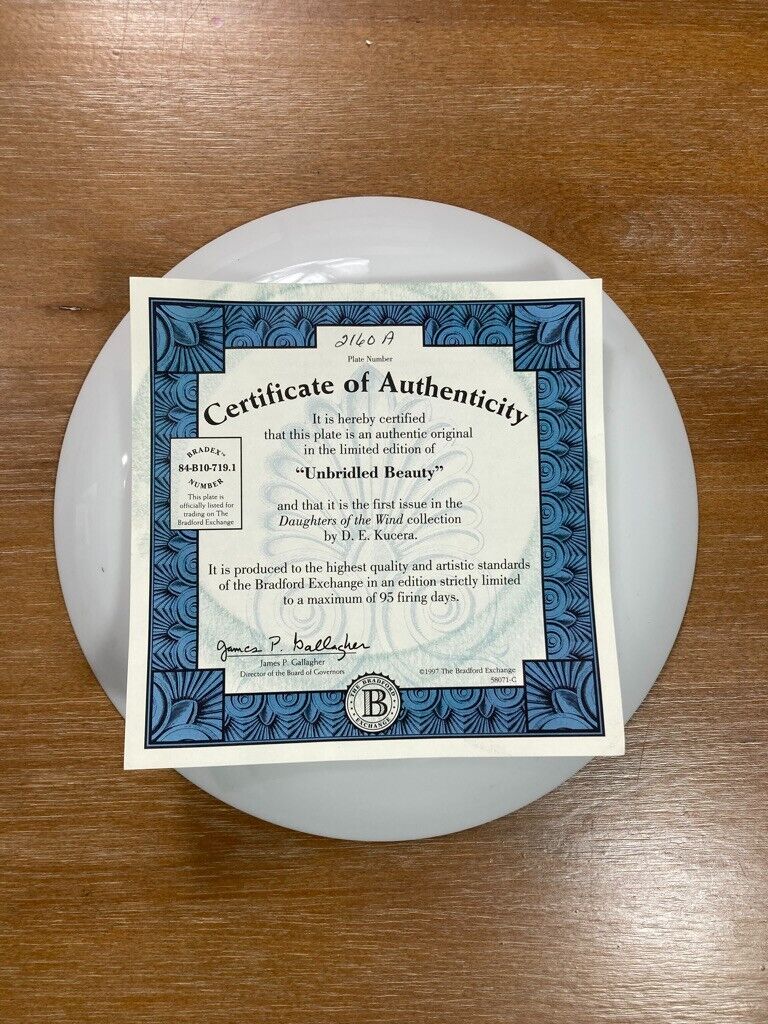 2160 A
Plate Number
Certificate of Authenticity
It is hereby certified
that this plate is an authentic original
in the limited edition of
“Unbridled Beauty”
and that it is the first issue in the
Daughters of the Wind collection
by D. E. Kucera.
BRADEX™
84-B10-719.1
NUMBER
This plate is
officially listed for
trading on The
Bradford Exchange
It is produced to the highest quality and artistic standards
of the Bradford Exchange in an edition strictly limited
to a maximum of 95 firing days.
James P. Gallagher
James P. Gallagher
Director of the Board of Governors
©1997 The Bradford Exchange
58071-C
THE BRADFORD
B
EXCHANGE